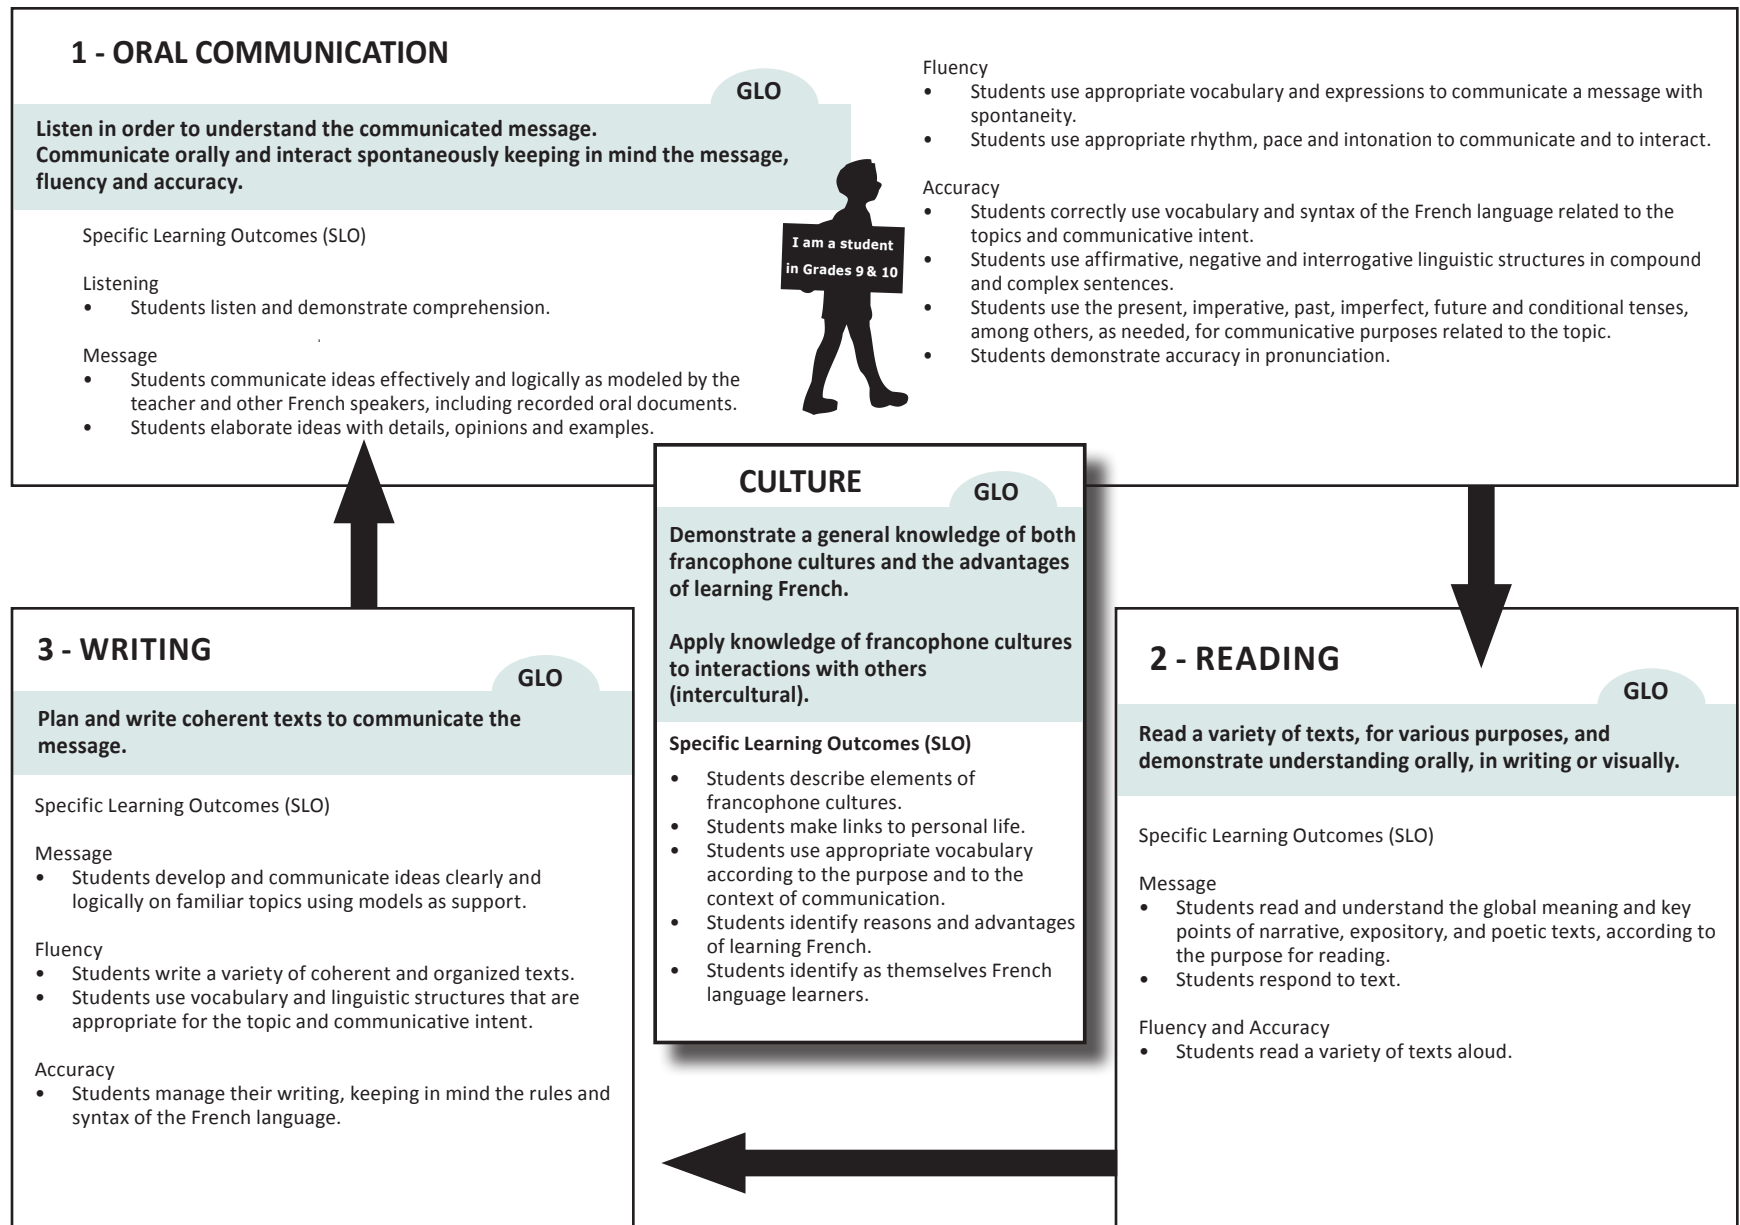 1 - ORAL COMMUNICATION
GLO
Listen in order to understand the communicated message.
Communicate orally and interact spontaneously keeping in mind the message,
fluency and accuracy.
Specific Learning Outcomes (SLO)
Listening
• Students listen and demonstrate comprehension.
Message
• Students communicate ideas effectively and logically as modeled by the
teacher and other French speakers, including recorded oral documents.
• Students elaborate ideas with details, opinions and examples.
I am a student
in Grades 9 & 10
Fluency
• Students use appropriate vocabulary and expressions to communicate a message with
spontaneity.
• Students use appropriate rhythm, pace and intonation to communicate and to interact.
Accuracy
• Students correctly use vocabulary and syntax of the French language related to the
topics and communicative intent.
• Students use affirmative, negative and interrogative linguistic structures in compound
and complex sentences.
• Students use the present, imperative, past, imperfect, future and conditional tenses,
among others, as needed, for communicative purposes related to the topic.
• Students demonstrate accuracy in pronunciation.
CULTURE
GLO
Demonstrate a general knowledge of both
francophone cultures and the advantages
of learning French.
Apply knowledge of francophone cultures
to interactions with others
(intercultural).
Specific Learning Outcomes (SLO)
• Students describe elements of
francophone cultures.
• Students make links to personal life.
• Students use appropriate vocabulary
according to the purpose and to the
context of communication.
• Students identify reasons and advantages
of learning French.
• Students identify as themselves French
language learners.
2 - READING
GLO
Read a variety of texts, for various purposes, and
demonstrate understanding orally, in writing or visually.
Specific Learning Outcomes (SLO)
Message
• Students read and understand the global meaning and key
points of narrative, expository, and poetic texts, according to
the purpose for reading.
• Students respond to text.
Fluency and Accuracy
• Students read a variety of texts aloud.
3 - WRITING
GLO
Plan and write coherent texts to communicate the
message.
Specific Learning Outcomes (SLO)
Message
• Students develop and communicate ideas clearly and
logically on familiar topics using models as support.
Fluency
• Students write a variety of coherent and organized texts.
• Students use vocabulary and linguistic structures that are
appropriate for the topic and communicative intent.
Accuracy
• Students manage their writing, keeping in mind the rules and
syntax of the French language.